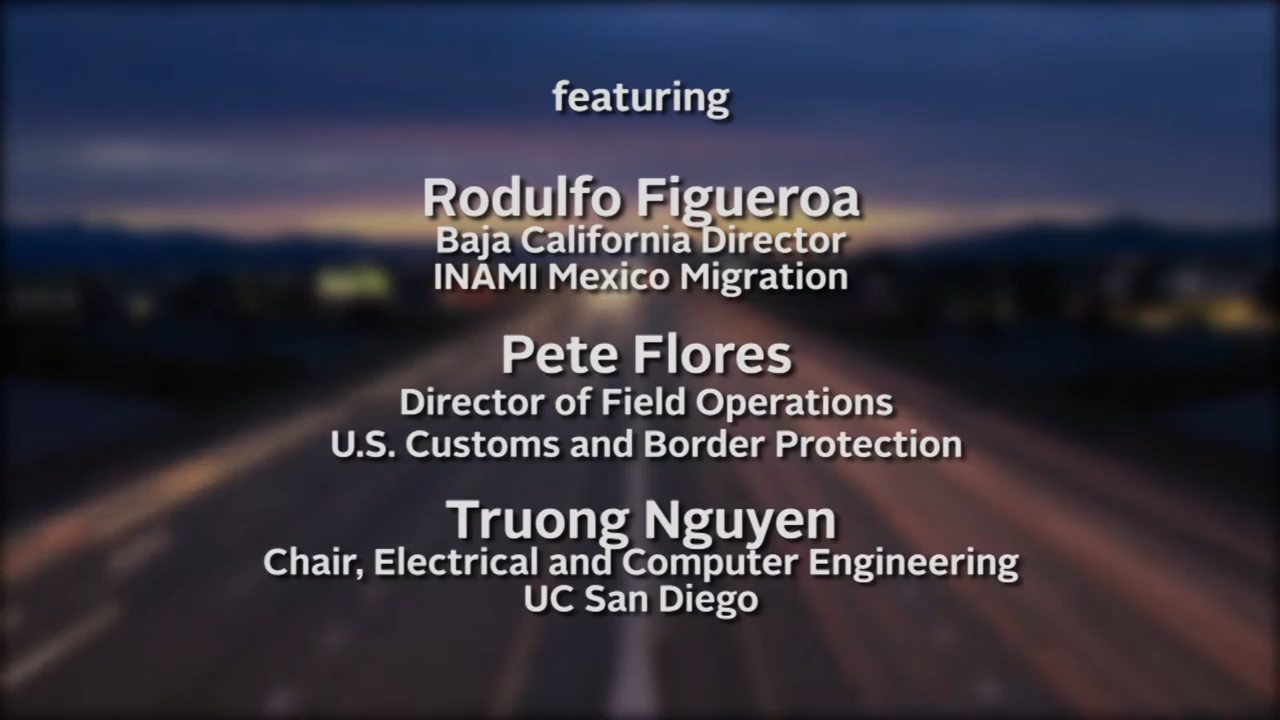 featuring
Rodulfo Figueroa
Baja California Director
INAMI Mexico Migration
Pete Flores
Director of Field Operations
U.S. Customs and Border Protection
Truong Nguyen
Chair, Electrical and Computer Engineering
UC San Diego